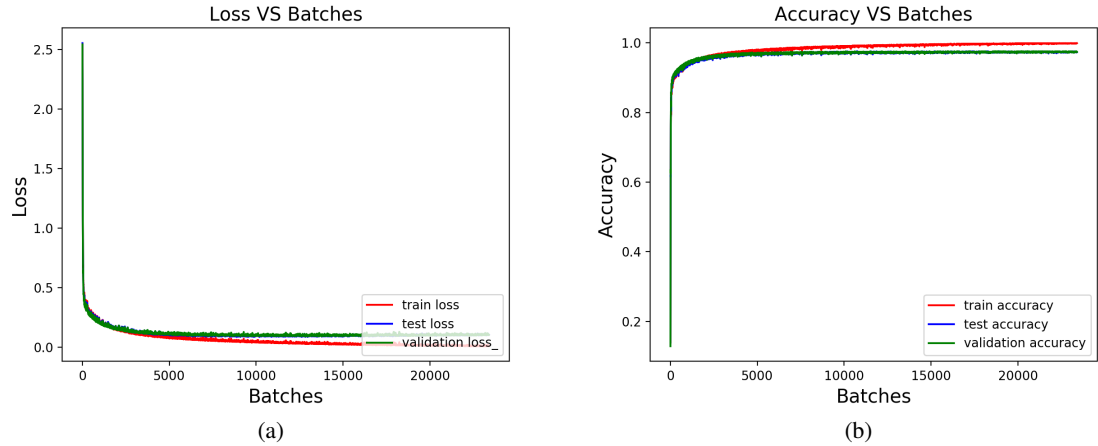 Loss VS Batches
2.5
2.0
1.5
1.0
0.5
0.0
Loss
train loss
test loss
validation loss_
0
5000
10000
15000
20000
Batches
(a)
Accuracy VS Batches
1.0
0.8
0.6
0.4
0.2
Accuracy
train accuracy
test accuracy
validation accuracy
0
5000
10000
15000
20000
Batches
(b)